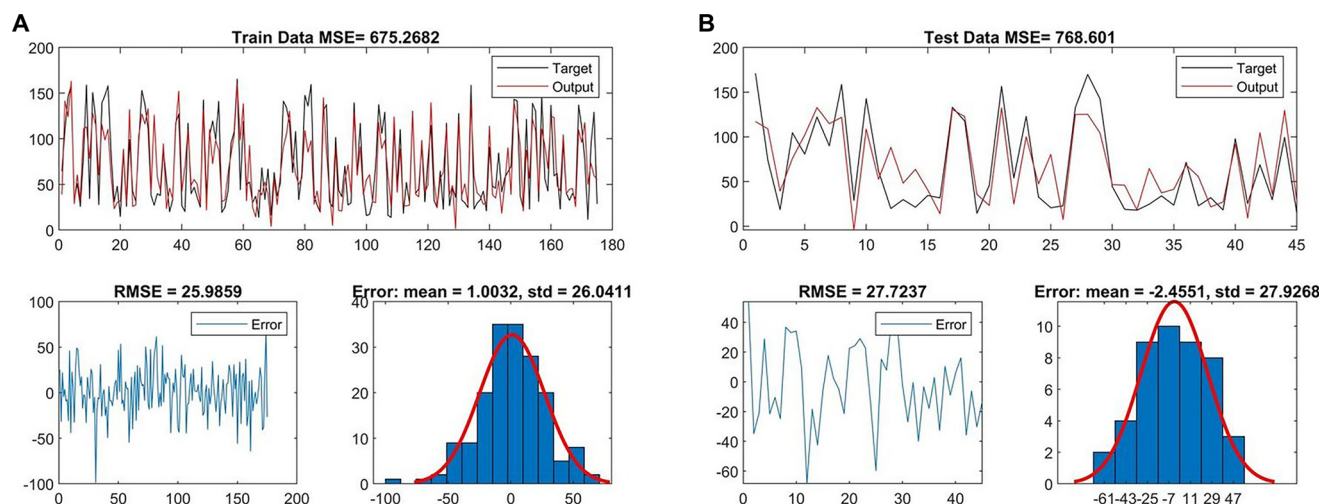 A
Train Data MSE= 675.2682
200
150
100
50
0
Target
Output
0 20 40 60 80 100 120 140 160 180
RMSE = 25.9859
100
50
0
-50
-100
Error
0 50 100 150 200
Error: mean = 1.0032, std = 26.0411
40
30
20
10
0
-100 -50 0 50
B
Test Data MSE= 768.601
200
150
100
50
0
Target
Output
0 5 10 15 20 25 30 35 40 45
RMSE = 27.7237
40
20
0
-20
-40
-60
Error
0 10 20 30 40
Error: mean = -2.4551, std = 27.9268
10
8
6
4
2
0
-61 -43 -25 -7 11 29 47